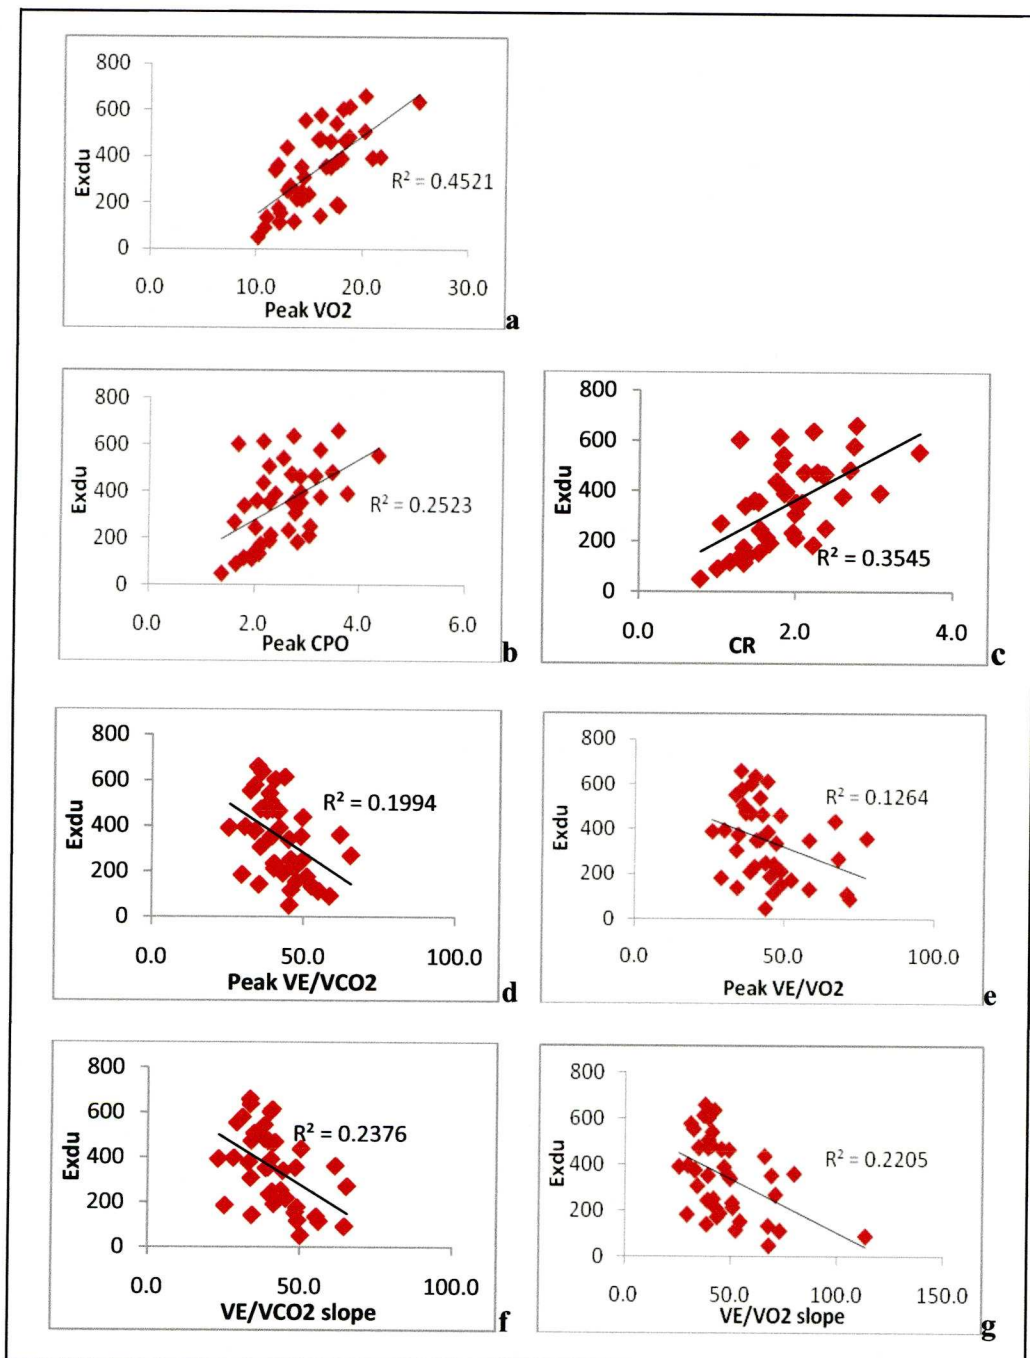 800
600
400
200
0
Exdu
R² = 0.4521
0.0 10.0 20.0 30.0
Peak VO2
a
800
600
400
200
0
Exdu
R² = 0.2523
0.0 2.0 4.0 6.0
Peak CPO
b
800
600
400
200
0
Exdu
R² = 0.3545
0.0 2.0 4.0
CR
c
800
600
400
200
0
Exdu
R² = 0.1994
0.0 50.0 100.0
Peak VE/VCO2
d
800
600
400
200
0
Exdu
R² = 0.1264
0.0 50.0 100.0
Peak VE/VO2
e
800
600
400
200
0
Exdu
R² = 0.2376
0.0 50.0 100.0
VE/VCO2 slope
f
800
600
400
200
0
Exdu
R² = 0.2205
0.0 50.0 100.0 150.0
VE/VO2 slope
g